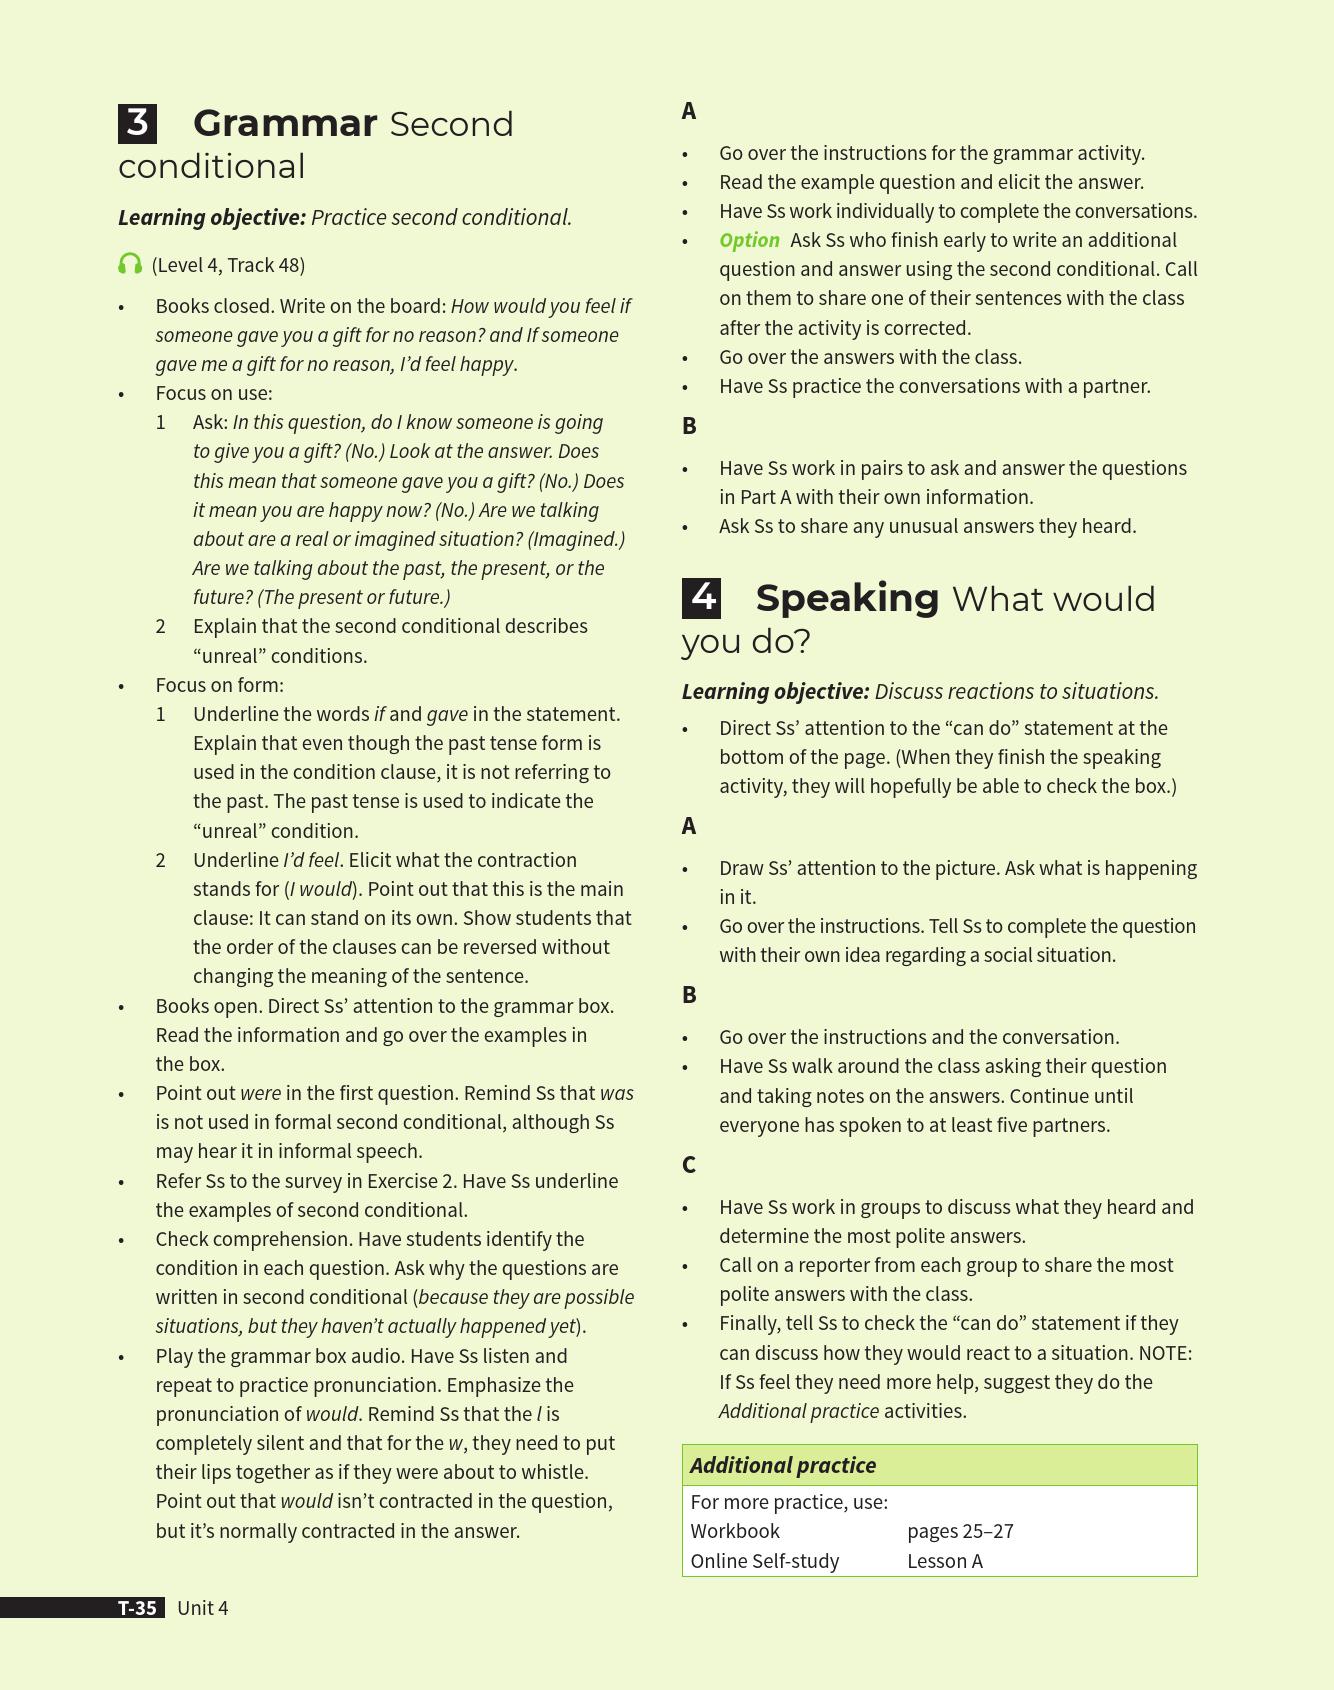 3 Grammar Second
conditional
Learning objective: Practice second conditional.
(Level 4, Track 48)
• Books closed. Write on the board: How would you feel if
someone gave you a gift for no reason? and If someone
gave me a gift for no reason, I’d feel happy.
• Focus on use:
1 Ask: In this question, do I know someone is going
to give you a gift? (No.) Look at the answer. Does
this mean that someone gave you a gift? (No.) Does
it mean you are happy now? (No.) Are we talking
about are a real or imagined situation? (Imagined.)
Are we talking about the past, the present, or the
future? (The present or future.)
2 Explain that the second conditional describes
“unreal” conditions.
• Focus on form:
1 Underline the words if and gave in the statement.
Explain that even though the past tense form is
used in the condition clause, it is not referring to
the past. The past tense is used to indicate the
“unreal” condition.
2 Underline I’d feel. Elicit what the contraction
stands for (I would). Point out that this is the main
clause: It can stand on its own. Show students that
the order of the clauses can be reversed without
changing the meaning of the sentence.
• Books open. Direct Ss’ attention to the grammar box.
Read the information and go over the examples in
the box.
• Point out were in the first question. Remind Ss that was
is not used in formal second conditional, although Ss
may hear it in informal speech.
• Refer Ss to the survey in Exercise 2. Have Ss underline
the examples of second conditional.
• Check comprehension. Have students identify the
condition in each question. Ask why the questions are
written in second conditional (because they are possible
situations, but they haven’t actually happened yet).
• Play the grammar box audio. Have Ss listen and
repeat to practice pronunciation. Emphasize the
pronunciation of would. Remind Ss that the l is
completely silent and that for the w, they need to put
their lips together as if they were about to whistle.
Point out that would isn’t contracted in the question,
but it’s normally contracted in the answer.
A
• Go over the instructions for the grammar activity.
• Read the example question and elicit the answer.
• Have Ss work individually to complete the conversations.
• Option Ask Ss who finish early to write an additional
question and answer using the second conditional. Call
on them to share one of their sentences with the class
after the activity is corrected.
• Go over the answers with the class.
• Have Ss practice the conversations with a partner.
B
• Have Ss work in pairs to ask and answer the questions
in Part A with their own information.
• Ask Ss to share any unusual answers they heard.
4 Speaking What would
you do?
Learning objective: Discuss reactions to situations.
• Direct Ss’ attention to the “can do” statement at the
bottom of the page. (When they finish the speaking
activity, they will hopefully be able to check the box.)
A
• Draw Ss’ attention to the picture. Ask what is happening
in it.
• Go over the instructions. Tell Ss to complete the question
with their own idea regarding a social situation.
B
• Go over the instructions and the conversation.
• Have Ss walk around the class asking their question
and taking notes on the answers. Continue until
everyone has spoken to at least five partners.
C
• Have Ss work in groups to discuss what they heard and
determine the most polite answers.
• Call on a reporter from each group to share the most
polite answers with the class.
• Finally, tell Ss to check the “can do” statement if they
can discuss how they would react to a situation. NOTE:
If Ss feel they need more help, suggest they do the
Additional practice activities.
Additional practice
For more practice, use:
Workbook pages 25–27
Online Self-study Lesson A
T-35 Unit 4